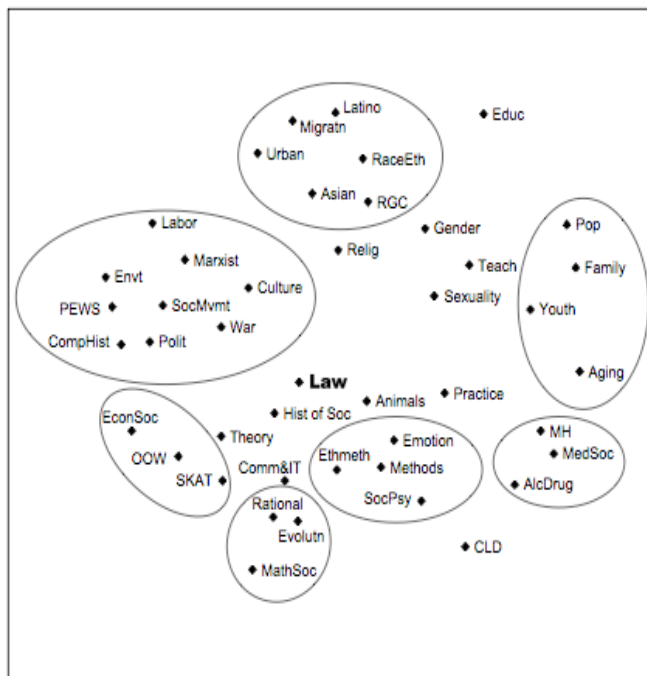 Latino
Educ
Migratn
Urban
RaceEth
Asian
RGC
Labor
Pop
Gender
Relig
Marxist
Teach
Family
Envt
Culture
Sexuality
PEWS
SocMvmt
Youth
War
CompHist
Polit
Aging
Law
Practice
Animals
Hist of Soc
EconSoc
Theory
Emotion
MH
OOW
Ethmeth
MedSoc
Comm&IT
Methods
SKAT
AlcDrug
Rational
SocPsy
Evolutn
CLD
MathSoc